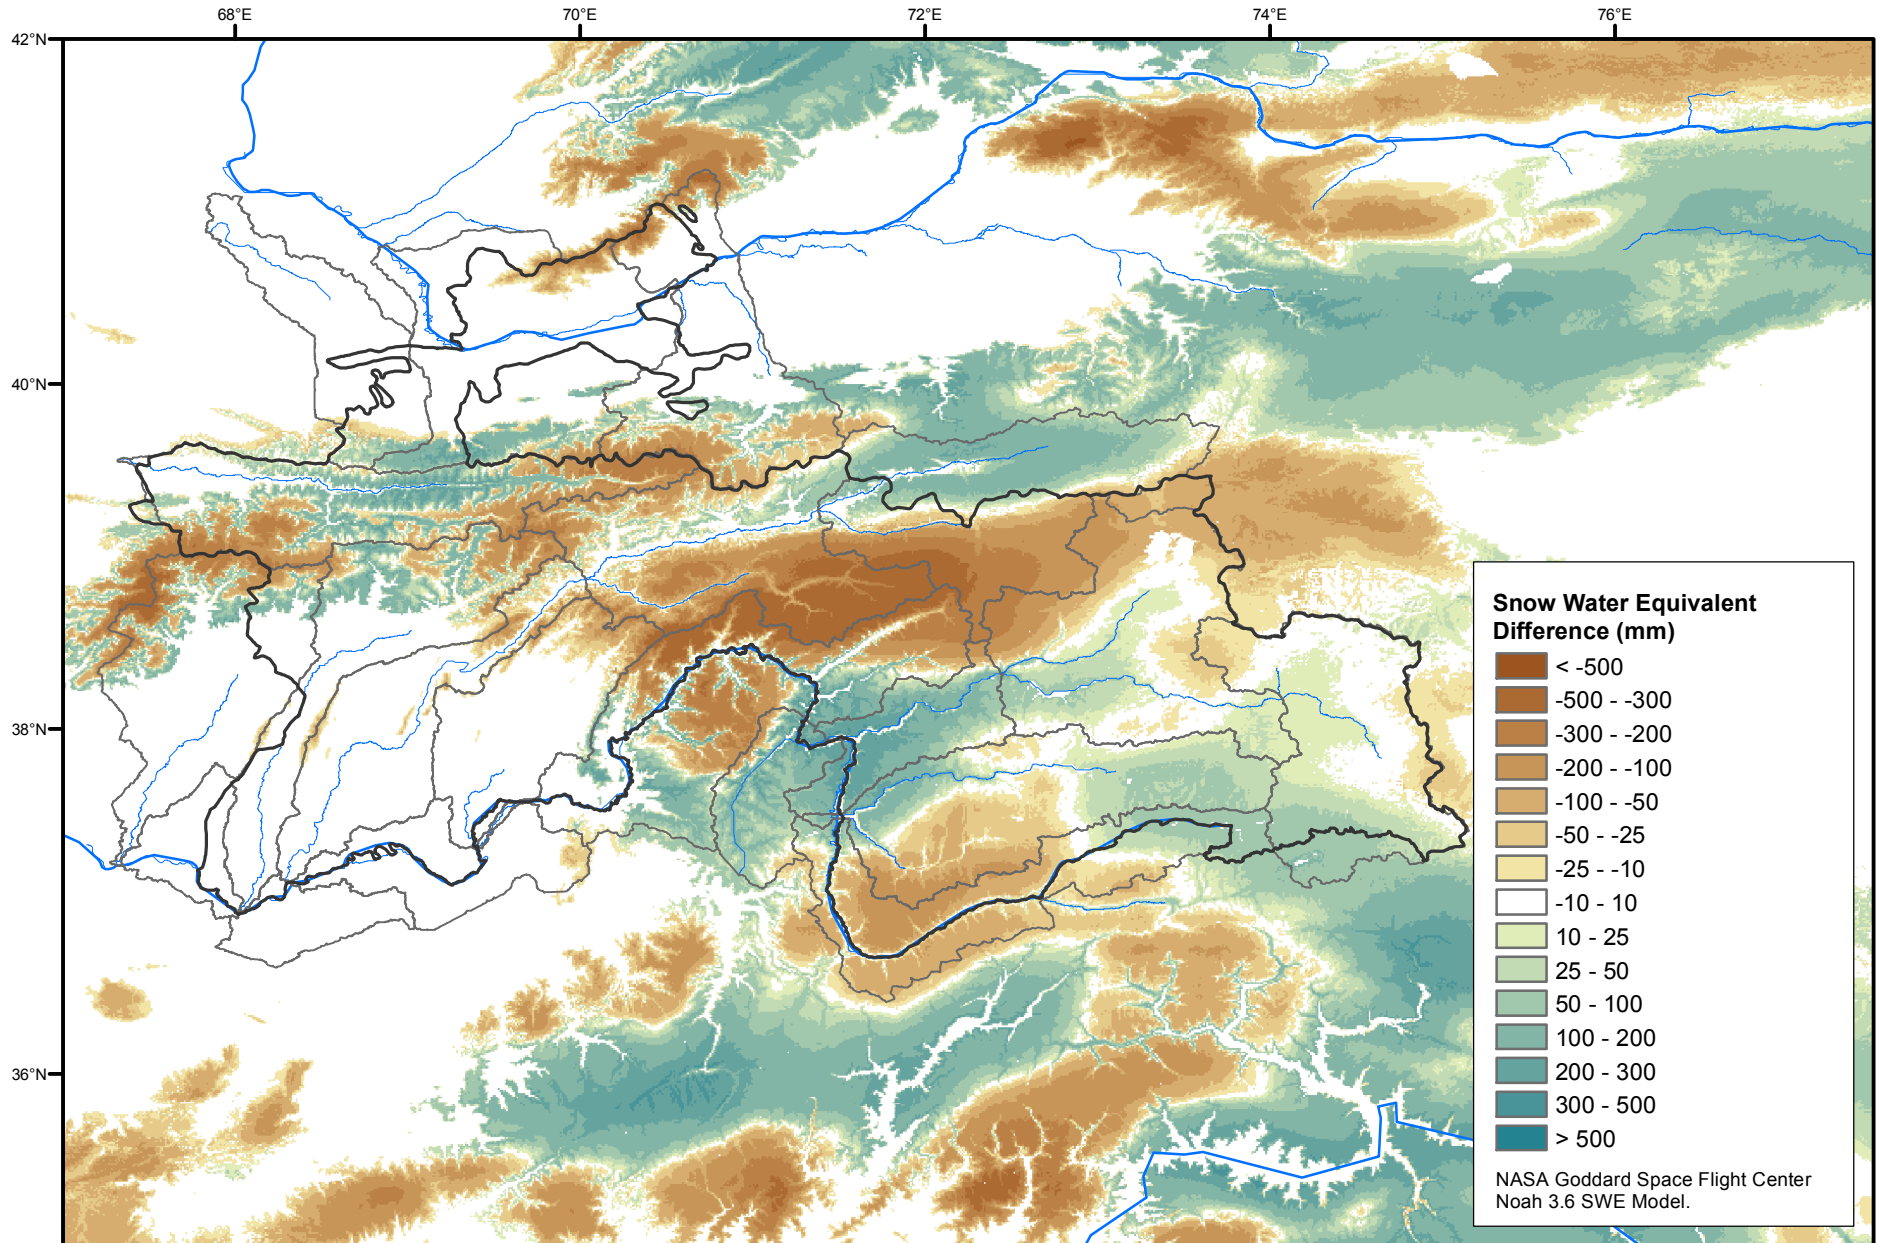 68°E 70°E 72°E 74°E 76°E
42°N
40°N
38°N
36°N
Snow Water Equivalent
Difference (mm)
< -500
-500 - -300
-300 - -200
-200 - -100
-100 - -50
-50 - -25
-25 - -10
-10 - 10
10 - 25
25 - 50
50 - 100
100 - 200
200 - 300
300 - 500
> 500
NASA Goddard Space Flight Center
Noah 3.6 SWE Model.